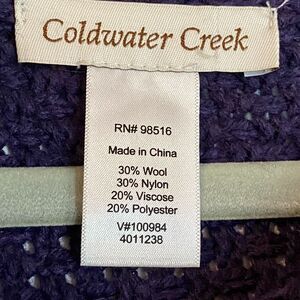 Coldwater Creek
RN# 98516
Made in China
30% Wool
30% Nylon
20% Viscose
20% Polyester
V#100984
4011238